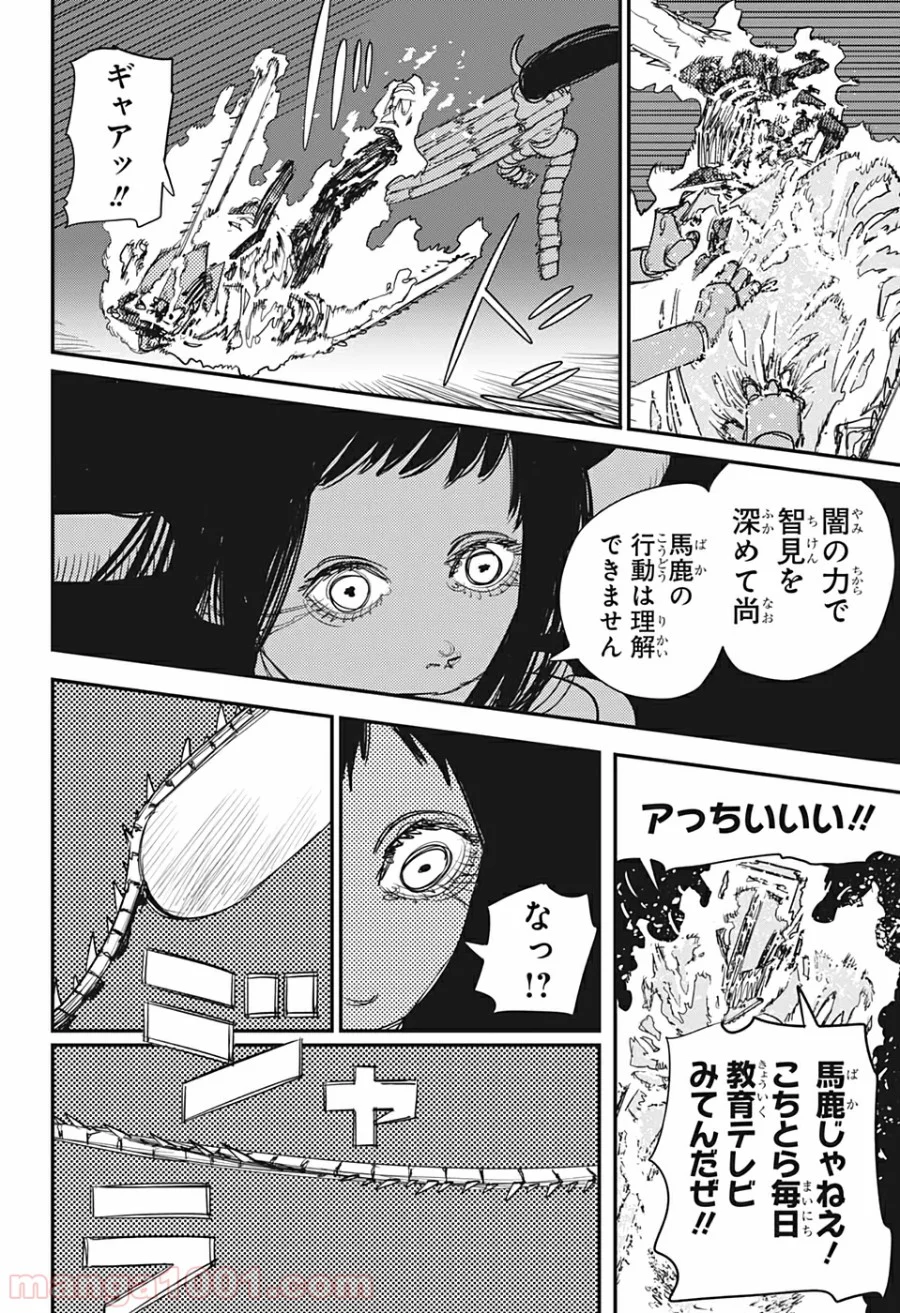 ギャアッ!!
闇の力で
智見を
深めて尚
馬鹿の
行動は理解
できません
アっちいいい!!
馬鹿じゃねえ!
こちとら毎日
教育テレビ
みてんだぜ!!
なっ!?
manga1001.com